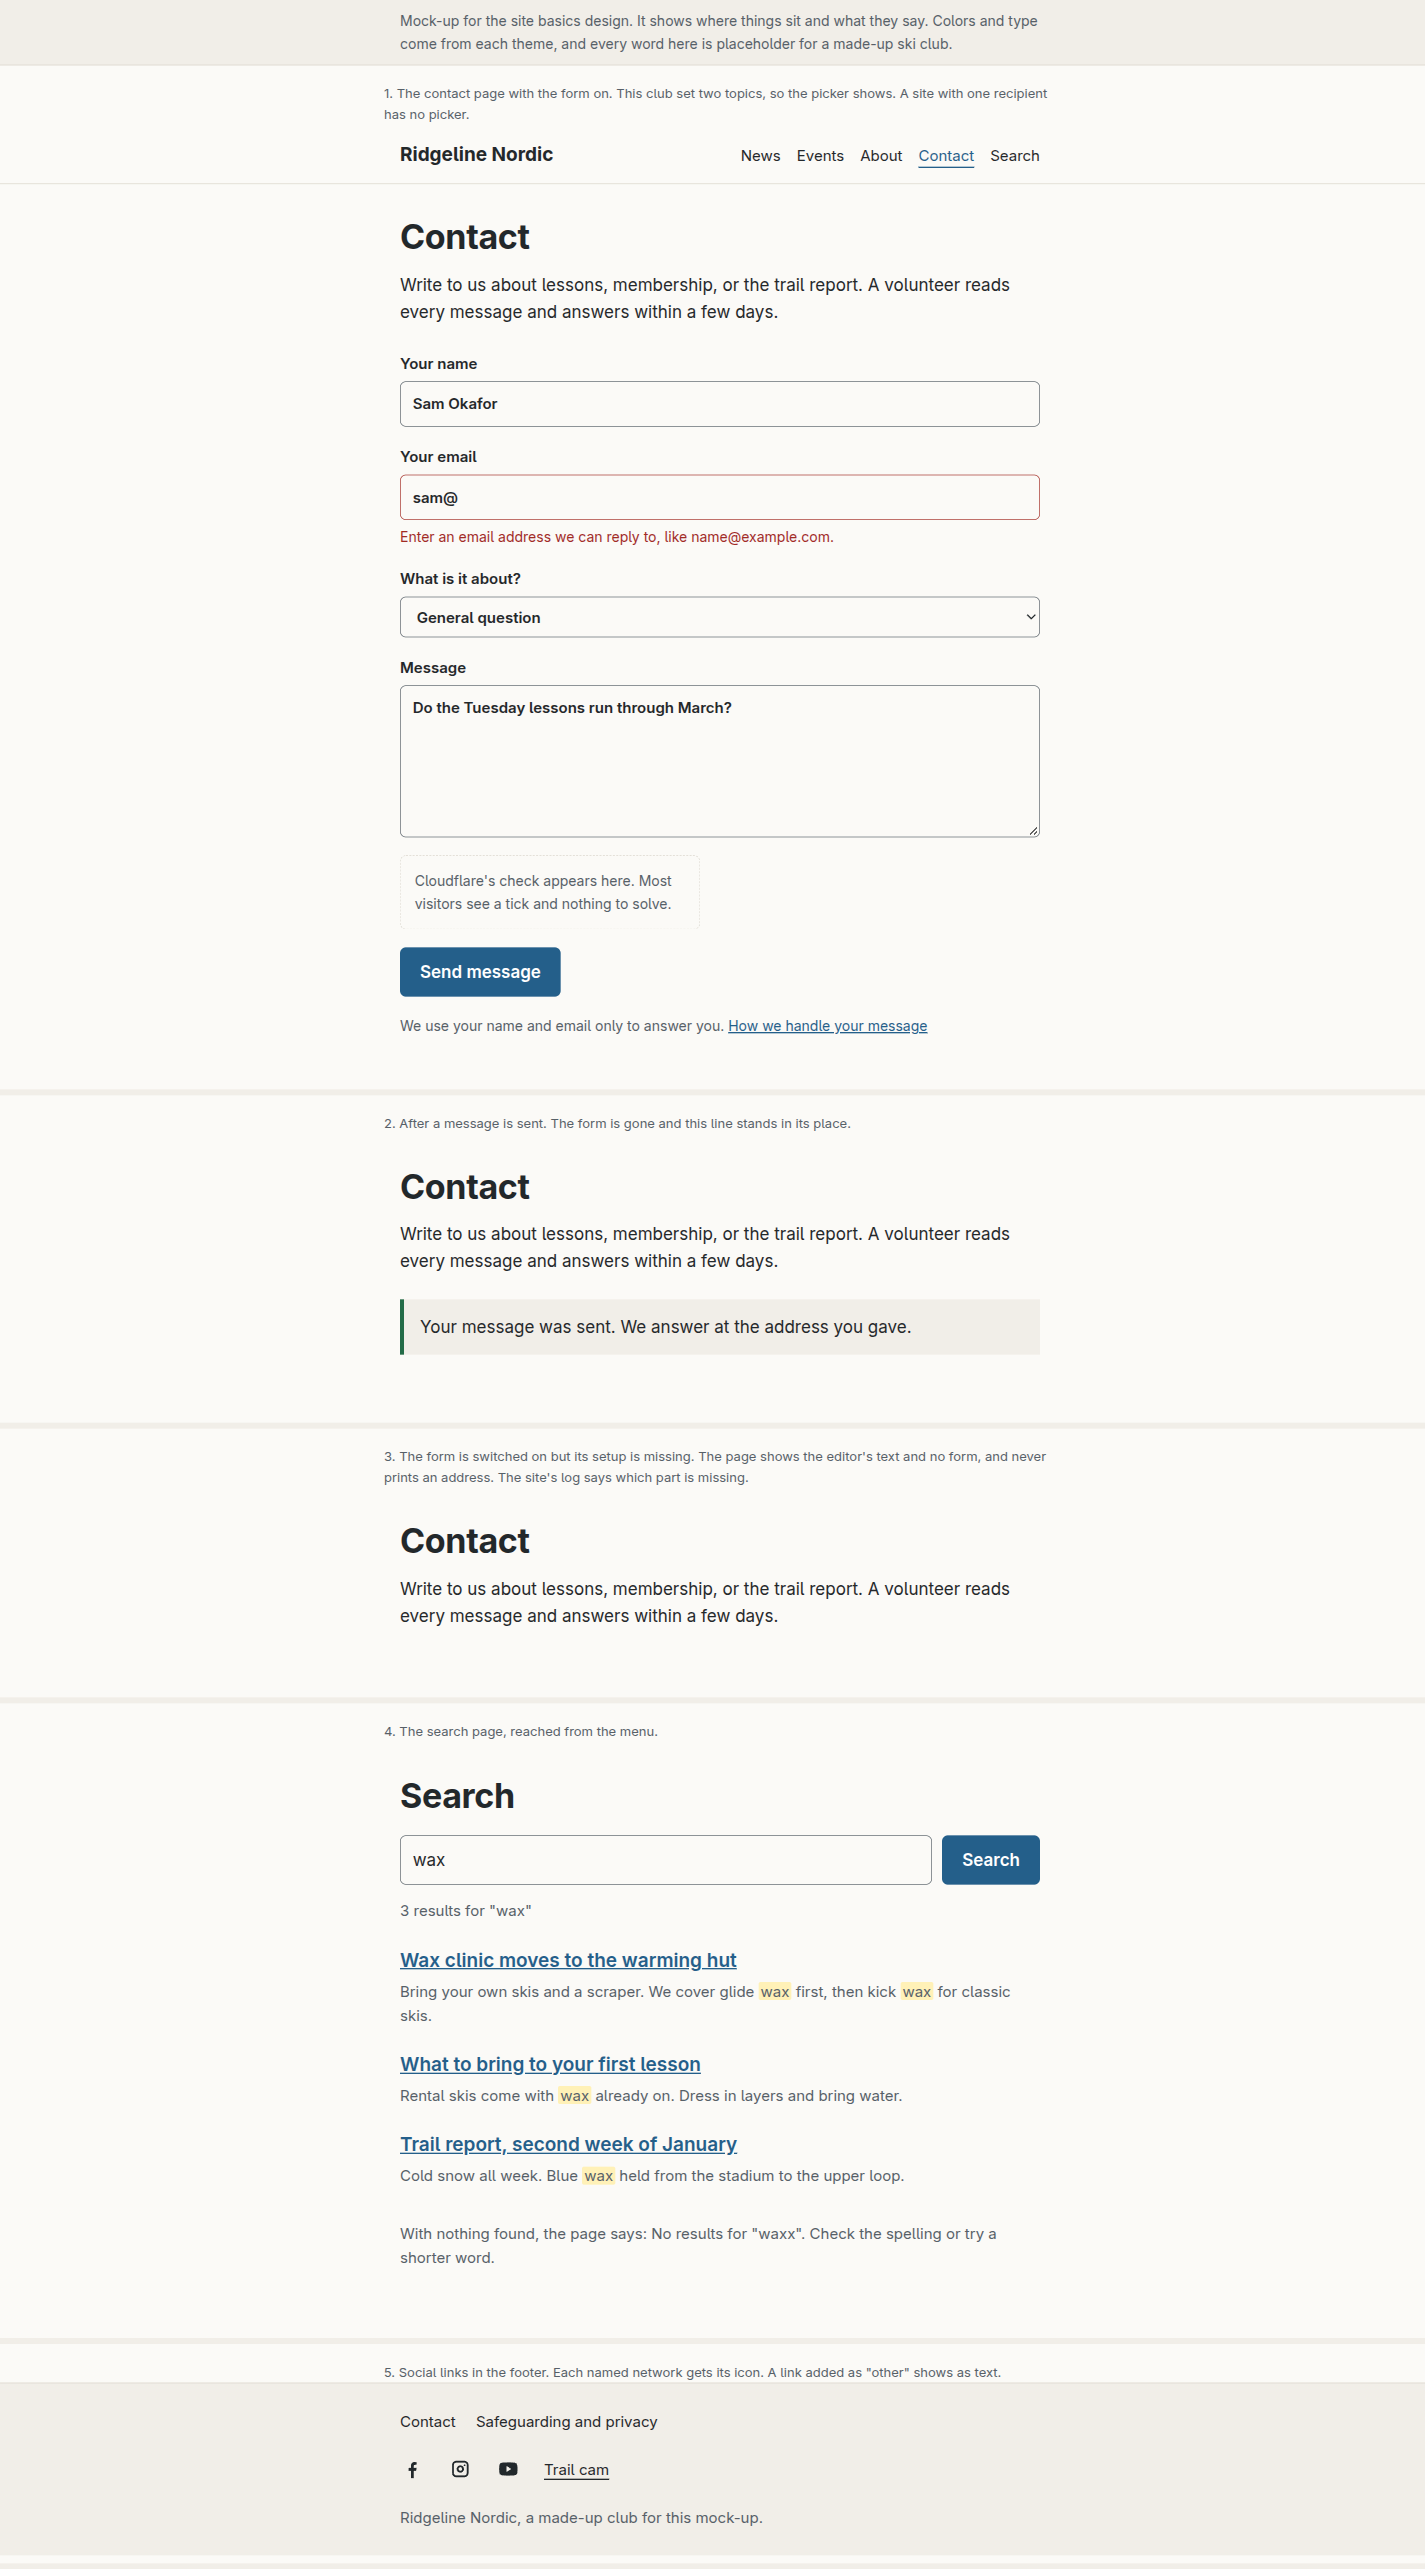 Mock-up for the site basics design. It shows where things sit and what they say. Colors and type
come from each theme, and every word here is placeholder for a made-up ski club.
1. The contact page with the form on. This club set two topics, so the picker shows. A site with one recipient
has no picker.
Ridgeline Nordic News Events About Contact Search
Contact
Write to us about lessons, membership, or the trail report. A volunteer reads
every message and answers within a few days.
Your name
Sam Okafor
Your email
sam@
Enter an email address we can reply to, like name@example.com.
What is it about?
General question
Message
Do the Tuesday lessons run through March?
Cloudflare's check appears here. Most
visitors see a tick and nothing to solve.
Send message
We use your name and email only to answer you. How we handle your message
2. After a message is sent. The form is gone and this line stands in its place.
Contact
Write to us about lessons, membership, or the trail report. A volunteer reads
every message and answers within a few days.
Your message was sent. We answer at the address you gave.
3. The form is switched on but its setup is missing. The page shows the editor's text and no form, and never
prints an address. The site's log says which part is missing.
Contact
Write to us about lessons, membership, or the trail report. A volunteer reads
every message and answers within a few days.
4. The search page, reached from the menu.
Search
wax Search
3 results for "wax"
Wax clinic moves to the warming hut
Bring your own skis and a scraper. We cover glide wax first, then kick wax for classic
skis.
What to bring to your first lesson
Rental skis come with wax already on. Dress in layers and bring water.
Trail report, second week of January
Cold snow all week. Blue wax held from the stadium to the upper loop.
With nothing found, the page says: No results for "waxx". Check the spelling or try a
shorter word.
5. Social links in the footer. Each named network gets its icon. A link added as "other" shows as text.
Contact Safeguarding and privacy
Trail cam
Ridgeline Nordic, a made-up club for this mock-up.